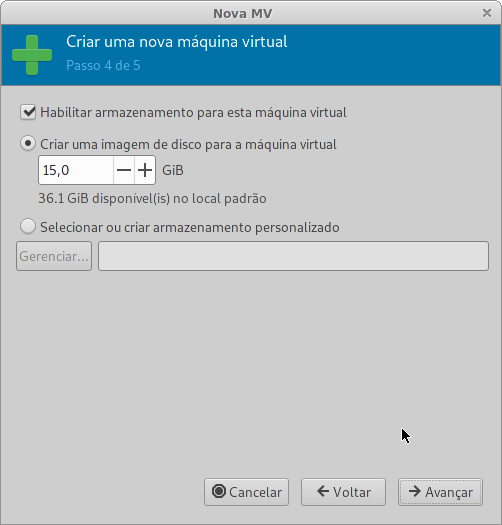 Nova MV
Criar uma nova máquina virtual
Passo 4 de 5
Habilitar armazenamento para esta máquina virtual
Criar uma imagem de disco para a máquina virtual
15,0 GiB
36.1 GiB disponível(is) no local padrão
Selecionar ou criar armazenamento personalizado
Gerenciar...
Cancelar Voltar Avançar